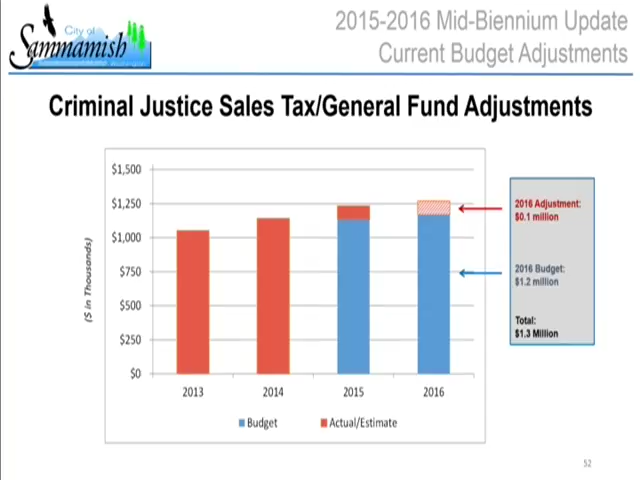 City of
Sammamish
2015-2016 Mid-Biennium Update
Current Budget Adjustments
Criminal Justice Sales Tax/General Fund Adjustments
($ in Thousands)
$1,500
$1,250
$1,000
$750
$500
$250
$0
2013 2014 2015 2016
Budget Actual/Estimate
2016 Adjustment:
$0.1 million
2016 Budget:
$1.2 million
Total:
$1.3 Million
52